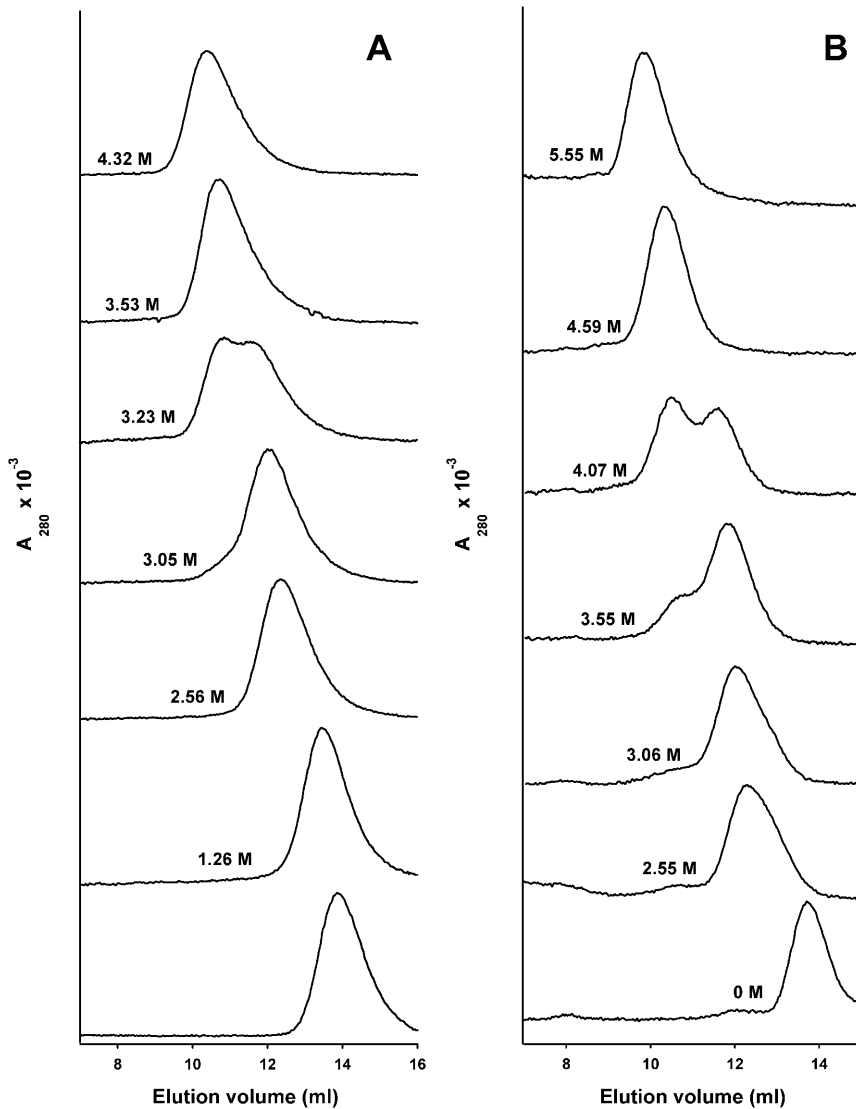 A
4.32 M
3.53 M
3.23 M
3.05 M
2.56 M
1.26 M
A 280 x 10-3
8 10 12 14 16
Elution volume (ml)
B
5.55 M
4.59 M
4.07 M
3.55 M
3.06 M
2.55 M
0 M
A 280 x 10-3
8 10 12 14
Elution volume (ml)